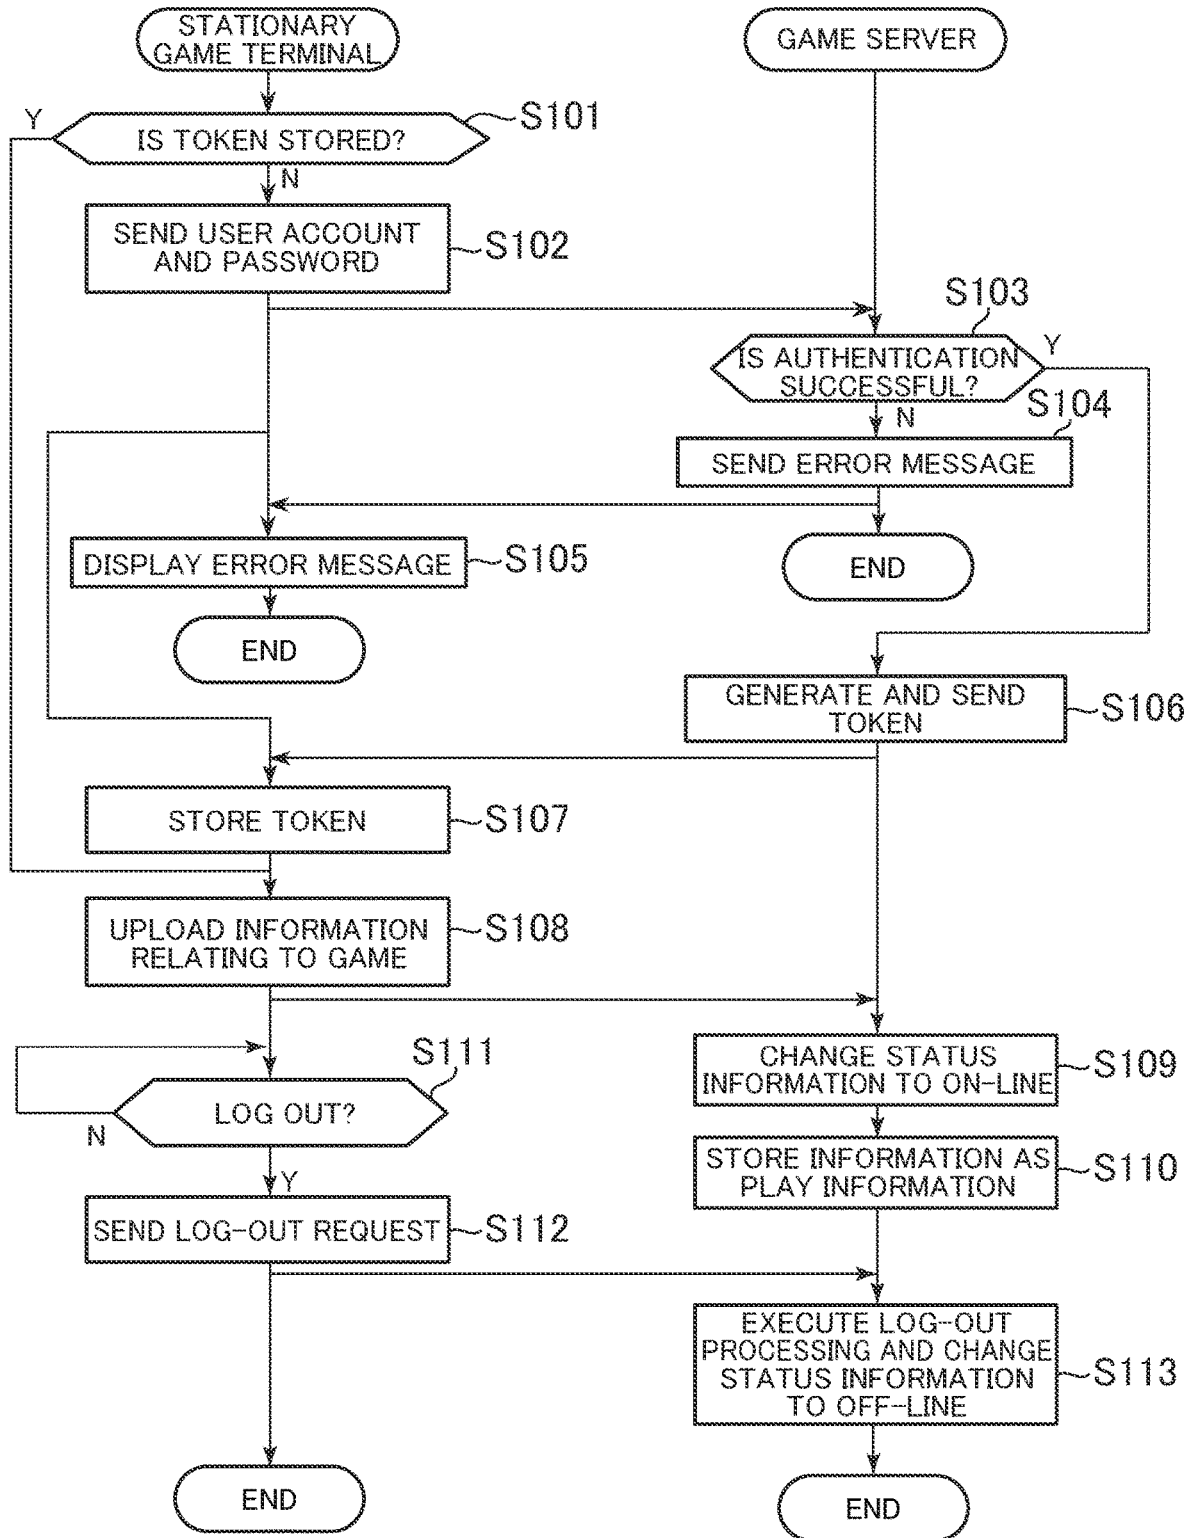 STATIONARY
GAME TERMINAL
GAME SERVER
Y
IS TOKEN STORED?
S101
N
SEND USER ACCOUNT
AND PASSWORD
S102
S103
IS AUTHENTICATION
SUCCESSFUL?
Y
N
S104
SEND ERROR MESSAGE
DISPLAY ERROR MESSAGE
S105
END
END
GENERATE AND SEND
TOKEN
S106
STORE TOKEN
S107
UPLOAD INFORMATION
RELATING TO GAME
S108
S111
LOG OUT?
N
Y
CHANGE STATUS
INFORMATION TO ON-LINE
S109
STORE INFORMATION AS
PLAY INFORMATION
S110
SEND LOG-OUT REQUEST
S112
EXECUTE LOG-OUT
PROCESSING AND CHANGE
STATUS INFORMATION
TO OFF-LINE
S113
END
END